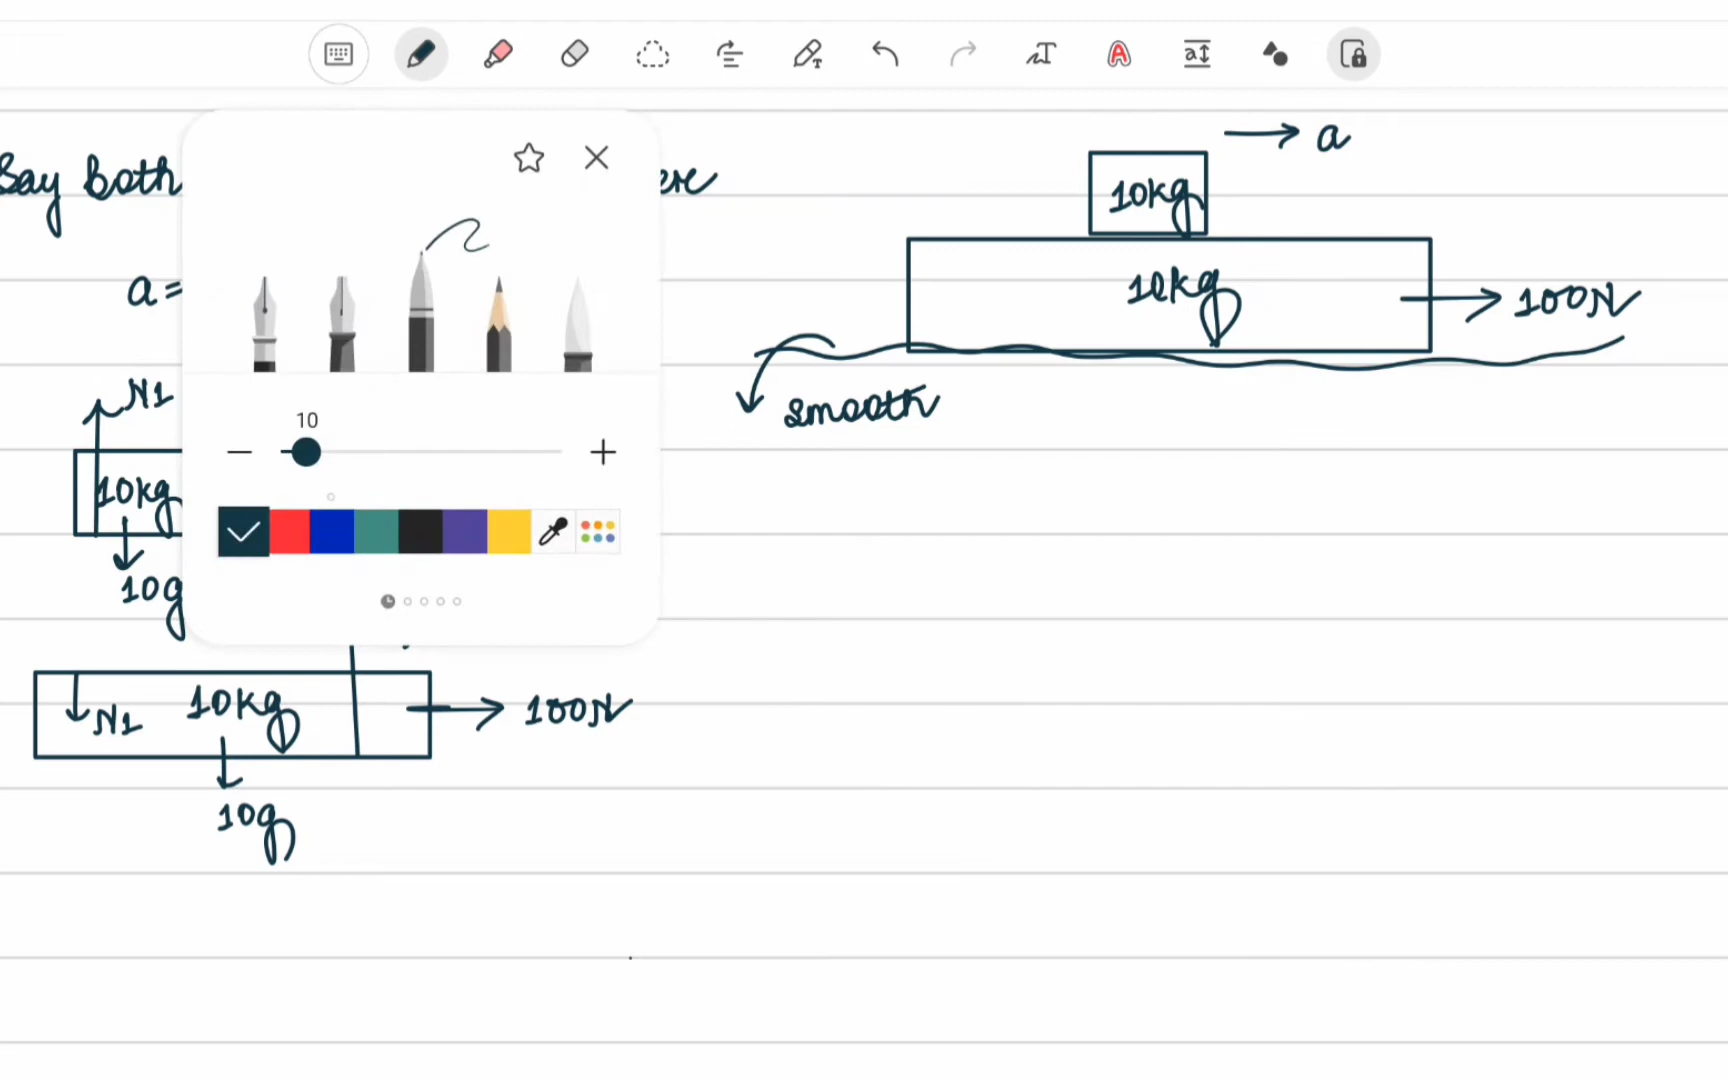 Say Both
a=
N1
10kg
10g
10
N1 10kg 100N
10g
a
10kg
10kg 100N
smooth